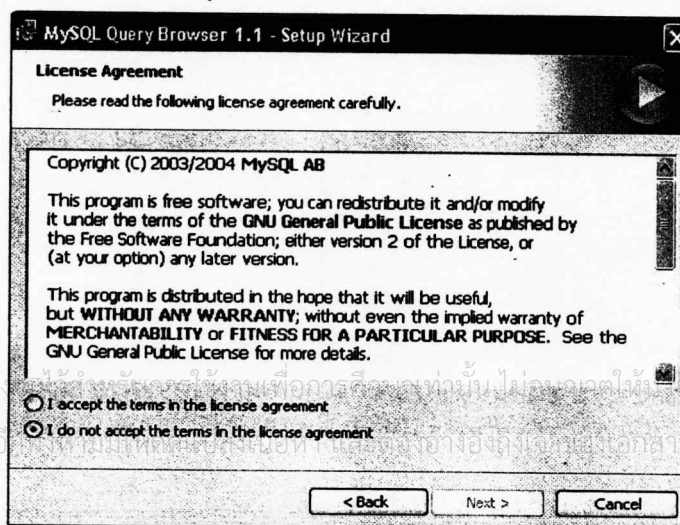 MySQL Query Browser 1.1 - Setup Wizard
License Agreement
Please read the following license agreement carefully.
Copyright (C) 2003/2004 MySQL AB
This program is free software; you can redistribute it and/or modify
it under the terms of the GNU General Public License as published by
the Free Software Foundation; either version 2 of the License, or
(at your option) any later version.
This program is distributed in the hope that it will be useful,
but WITHOUT ANY WARRANTY; without even the implied warranty of
MERCHANTABILITY or FITNESS FOR A PARTICULAR PURPOSE. See the
GNU General Public License for more details.
I accept the terms in the license agreement
I do not accept the terms in the license agreement
< Back Next > Cancel